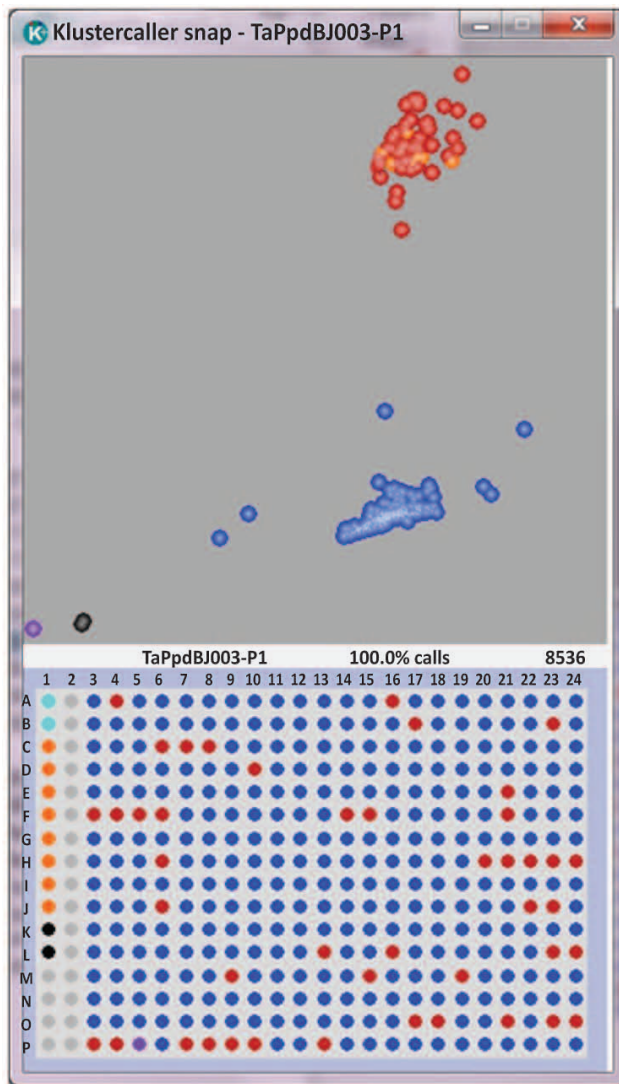 K Klustercaller snap - TaPpdBJ003-P1
TaPpdBJ003-P1 100.0% calls 8536
1 2 3 4 5 6 7 8 9 10 11 12 13 14 15 16 17 18 19 20 21 22 23 24
A
B
C
D
E
F
G
H
I
J
K
L
M
N
O
P